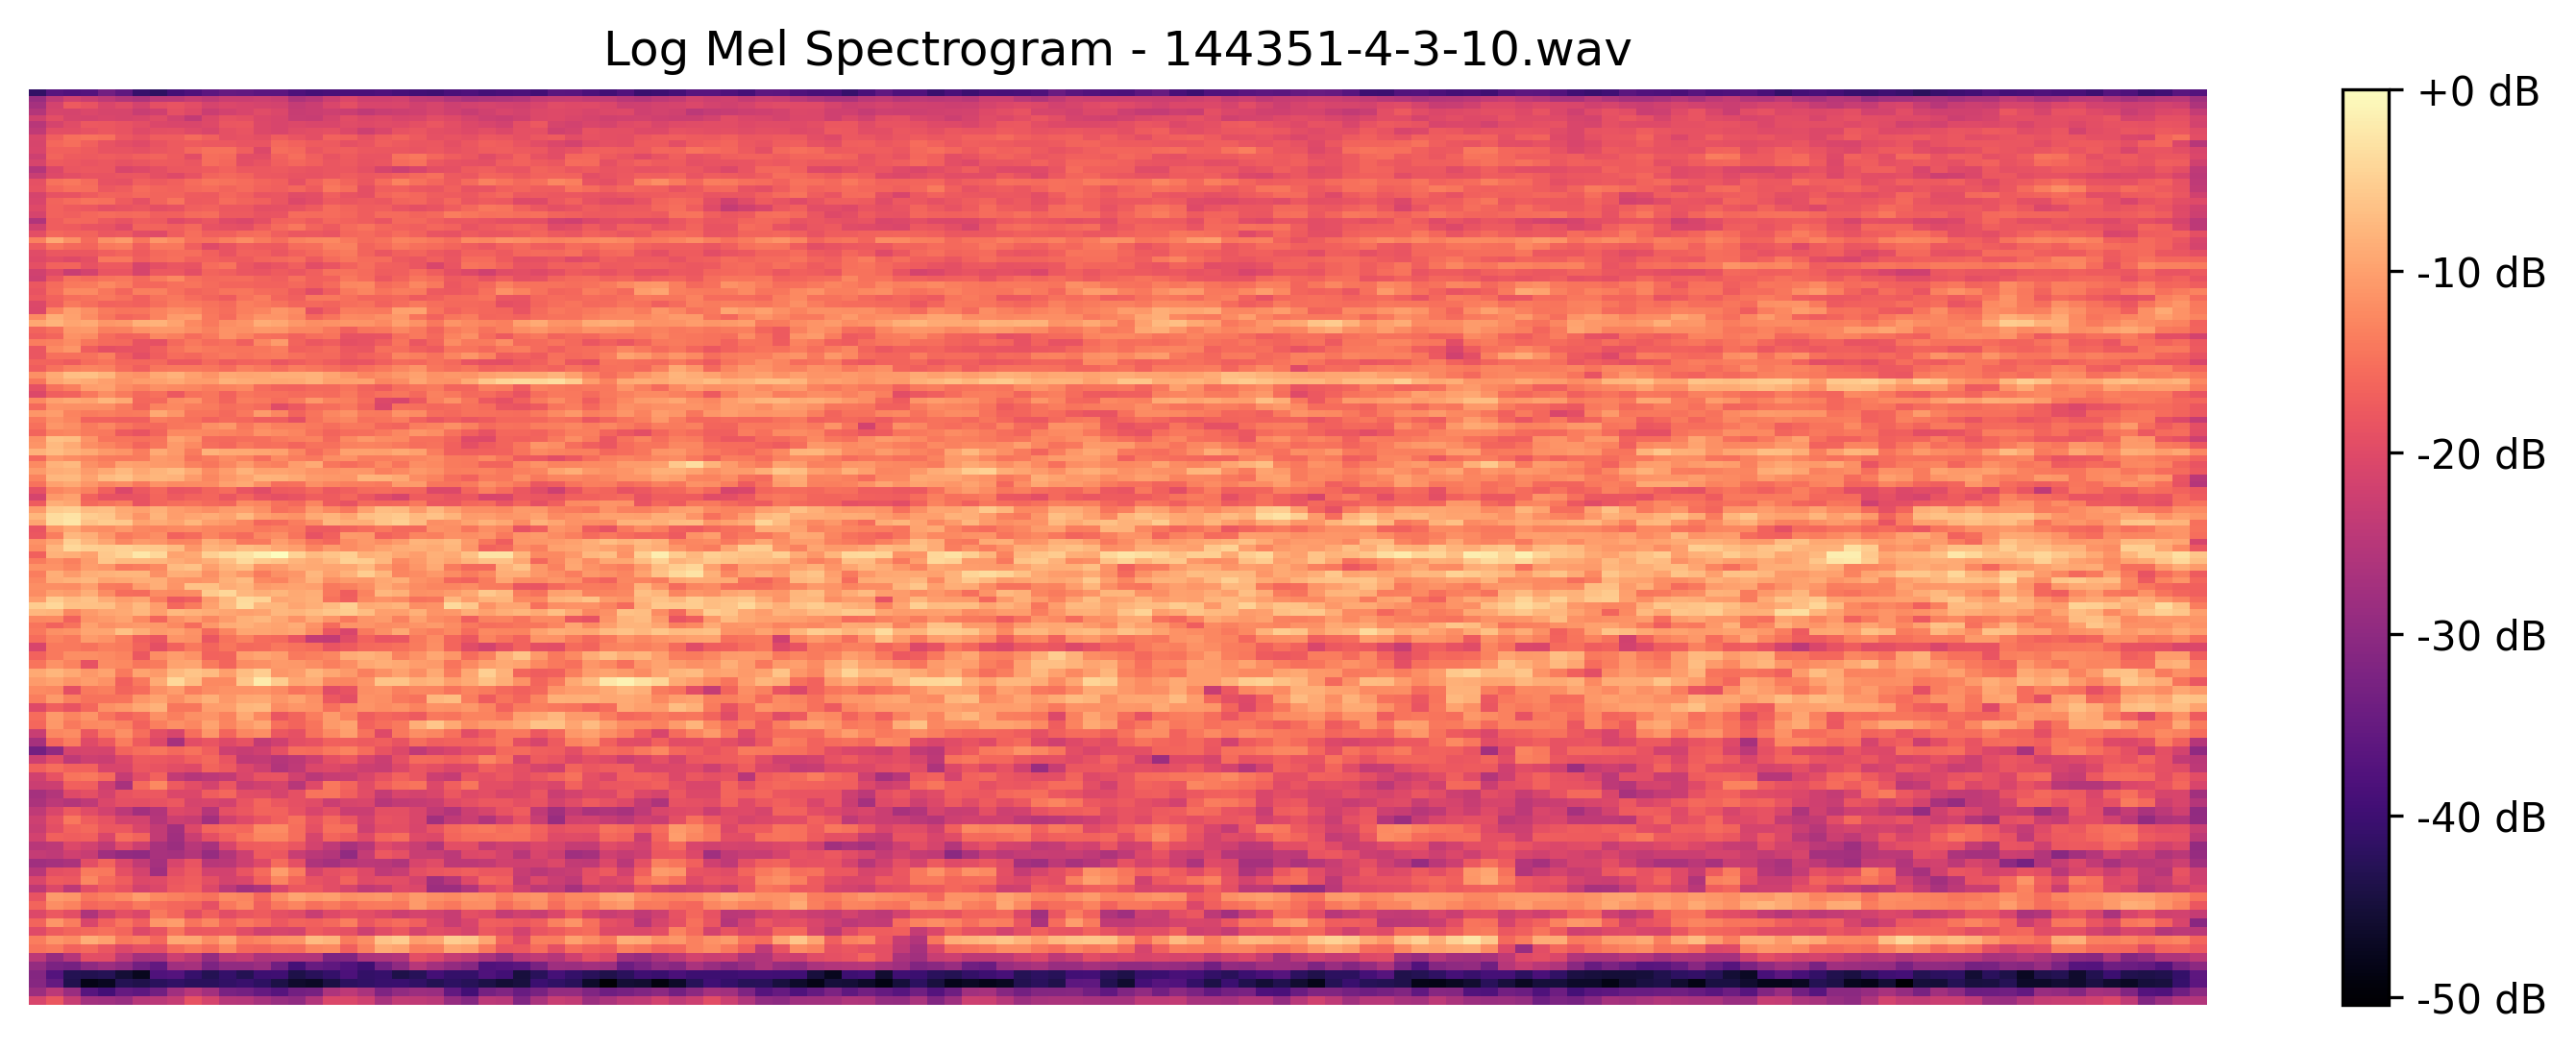 Log Mel Spectrogram - 144351-4-3-10.wav
+0 dB
-10 dB
-20 dB
-30 dB
-40 dB
-50 dB